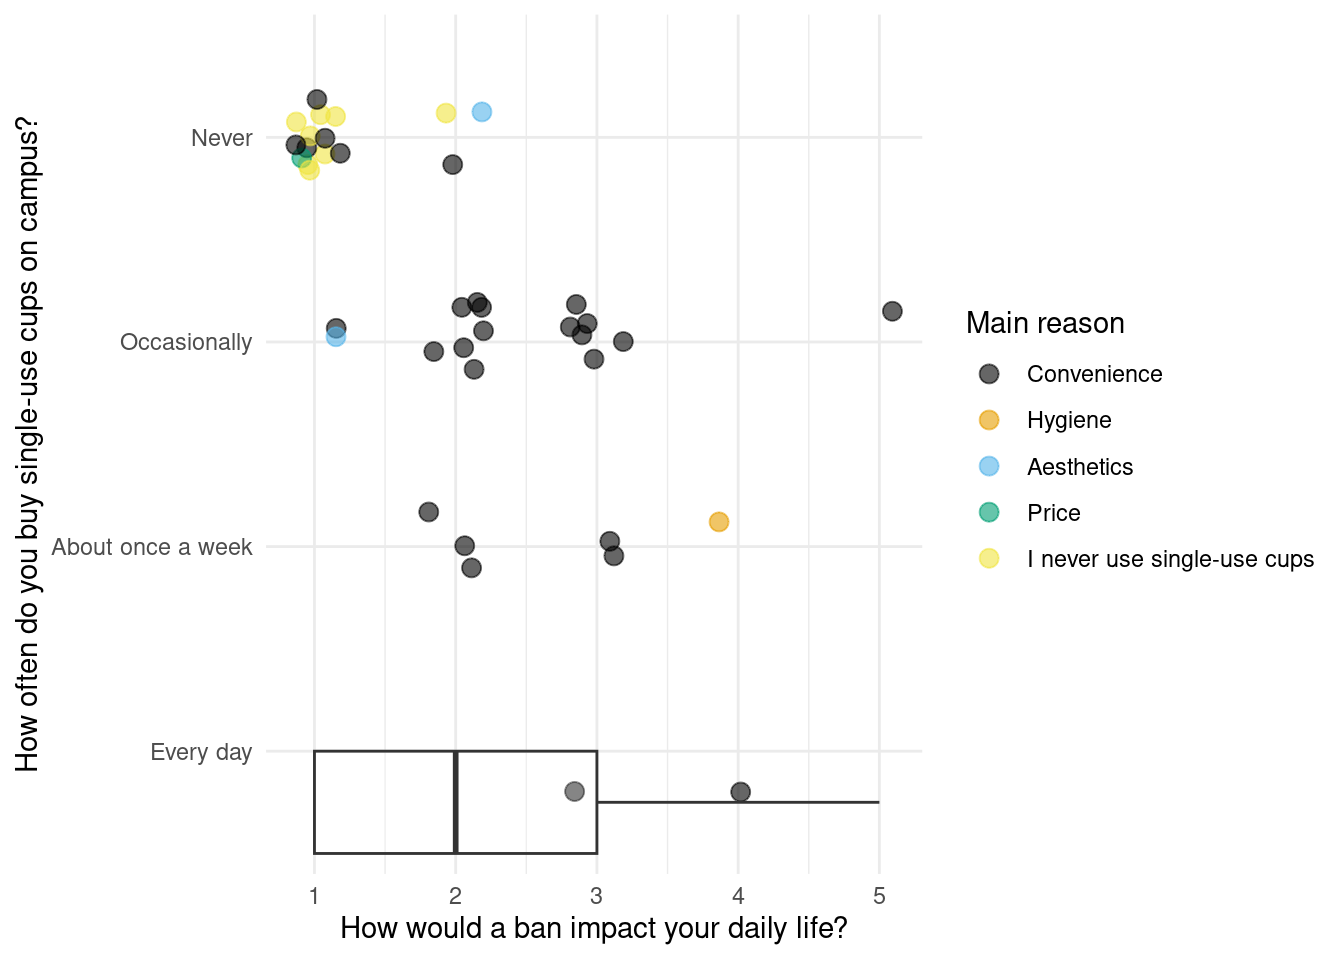 How often do you buy single-use cups on campus?
Never
Occasionally
About once a week
Every day
1 2 3 4 5
How would a ban impact your daily life?
Main reason
Convenience
Hygiene
Aesthetics
Price
I never use single-use cups